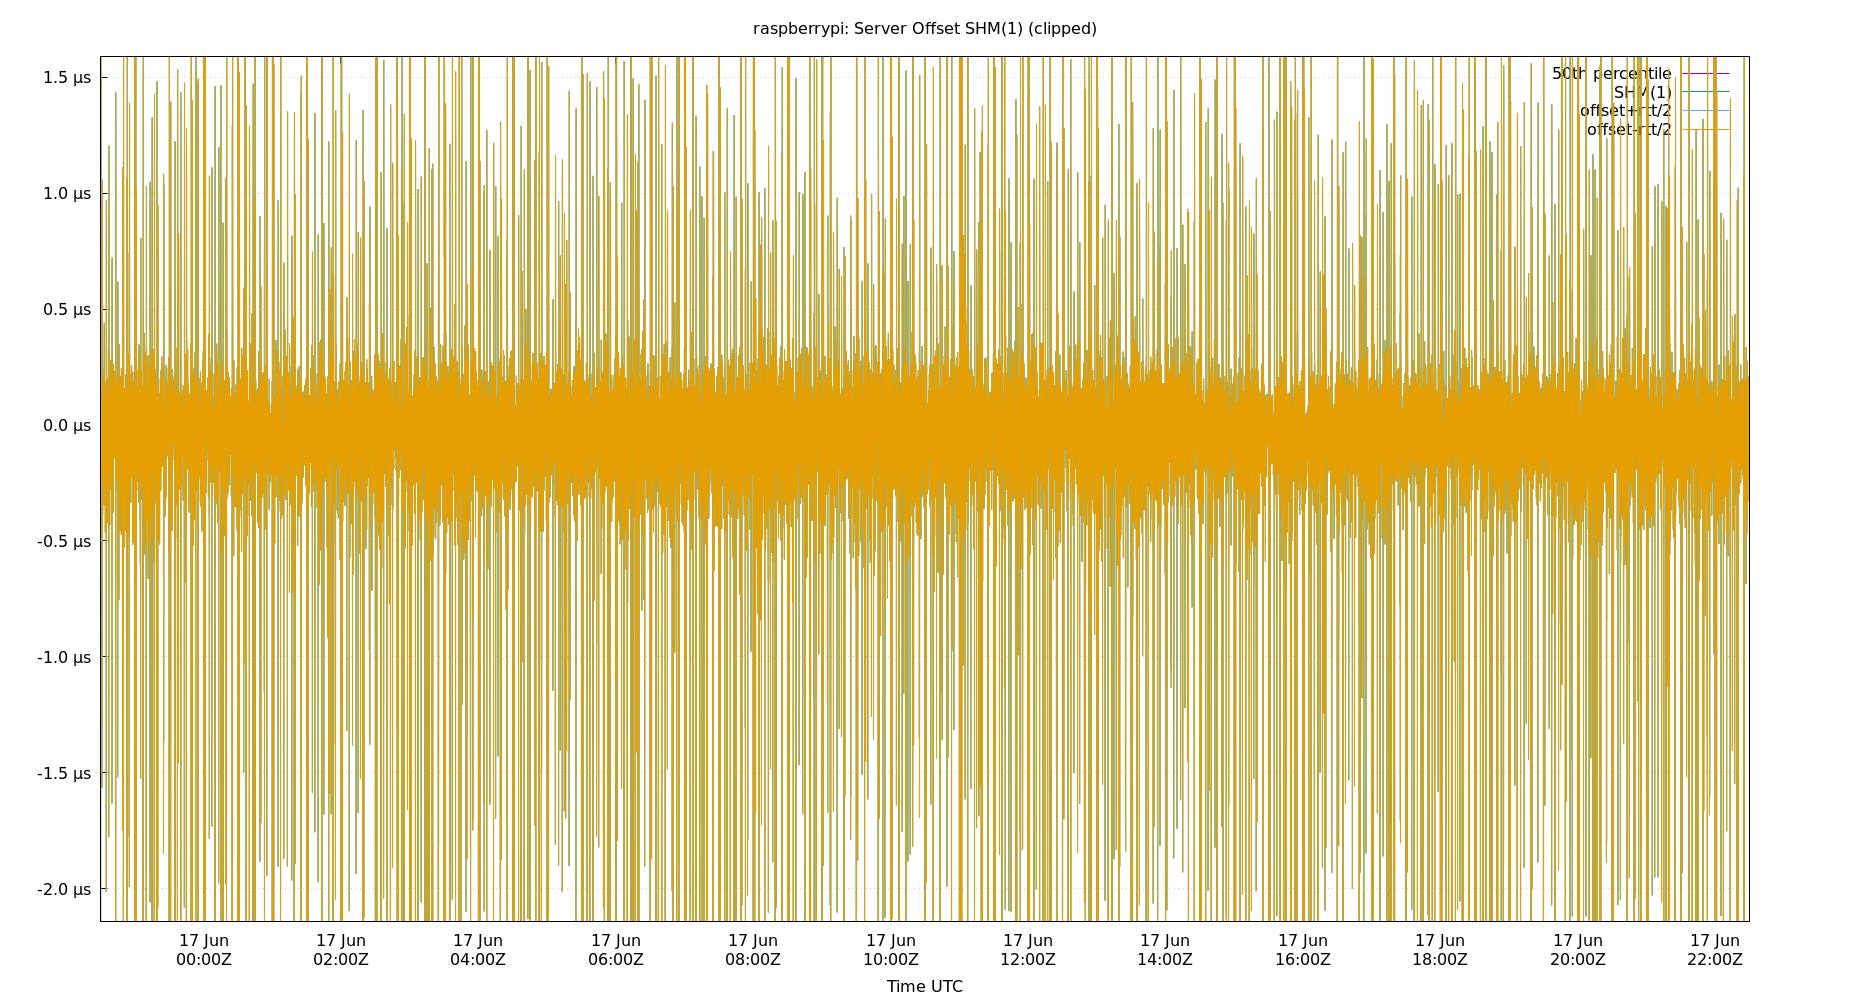 raspberrypi: Server Offset SHM(1) (clipped)
50th percentile
SHM(1)
offset+rtt/2
offset-rtt/2
1.5 µs
1.0 µs
0.5 µs
0.0 µs
-0.5 µs
-1.0 µs
-1.5 µs
-2.0 µs
17 Jun 17 Jun 17 Jun 17 Jun 17 Jun 17 Jun 17 Jun 17 Jun 17 Jun 17 Jun 17 Jun 17 Jun
00:00Z 02:00Z 04:00Z 06:00Z 08:00Z 10:00Z 12:00Z 14:00Z 16:00Z 18:00Z 20:00Z 22:00Z
Time UTC